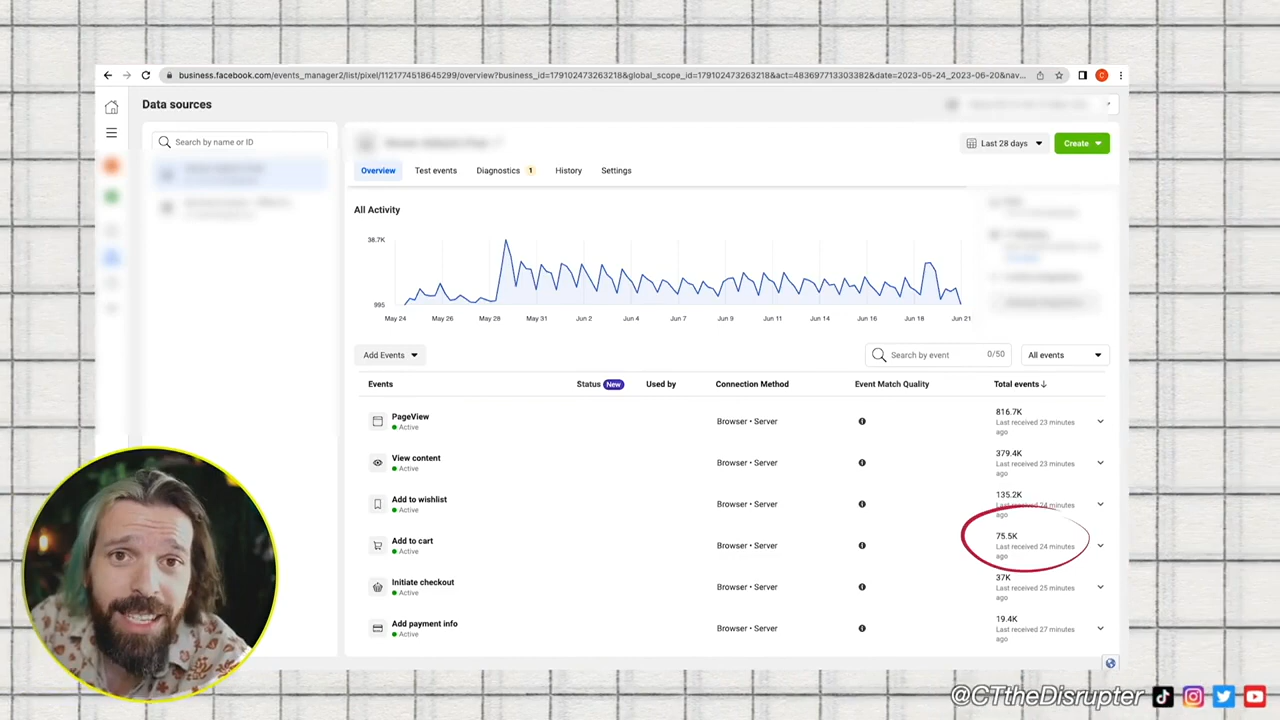 business.facebook.com/events_manager2/list/pixel/1121774518645299/overview?business_id=179102473263218&global_scope_id=179102473263218&act=483697713303382&date=2023-05-24_2023-06-20&nav...
C
Data sources
Search by name or ID
Last 28 days
Create
Overview
Test events
Diagnostics 1
History
Settings
All Activity
38.7K
995
May 24 May 26 May 28 May 31 Jun 2 Jun 4 Jun 7 Jun 9 Jun 11 Jun 14 Jun 16 Jun 18 Jun 21
Add Events
Search by event 0/50
All events
Events Status New Used by Connection Method Event Match Quality Total events↓
PageView
Active
Browser • Server
816.7K
Last received 23 minutes
ago
View content
Active
Browser • Server
379.4K
Last received 23 minutes
ago
Add to wishlist
Active
Browser • Server
135.2K
Last received 24 minutes
ago
Add to cart
Active
Browser • Server
75.5K
Last received 24 minutes
ago
Initiate checkout
Active
Browser • Server
37K
Last received 25 minutes
ago
Add payment info
Active
Browser • Server
19.4K
Last received 27 minutes
ago
@CTtheDisrupter